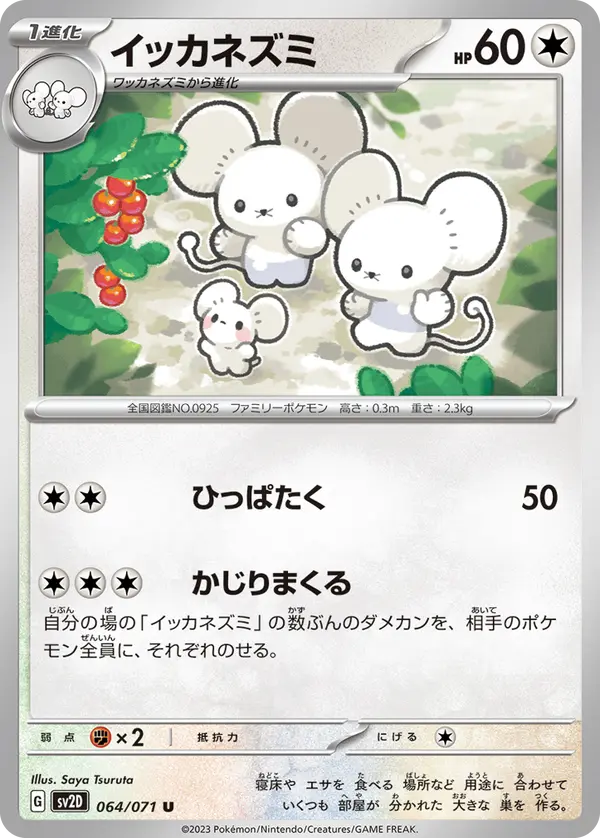 1進化
イッカネズミ
HP60
ワッカネズミから進化
全国図鑑NO.0925 ファミリーポケモン 高さ:0.3m 重さ:2.3kg
ひっぱたく 50
かじりまくる
自分の場の「イッカネズミ」の数ぶんのダメカンを、相手のポケ
モン全員に、それぞれのせる。
弱点 ×2 抵抗力 にげる
Illus. Saya Tsuruta
G sv2D 064/071 U
寝床や エサを 食べる 場所など 用途に 合わせて
いくつも 部屋が 分かれた 大きな 巣を 作る。
©2023 Pokémon/Nintendo/Creatures/GAME FREAK.